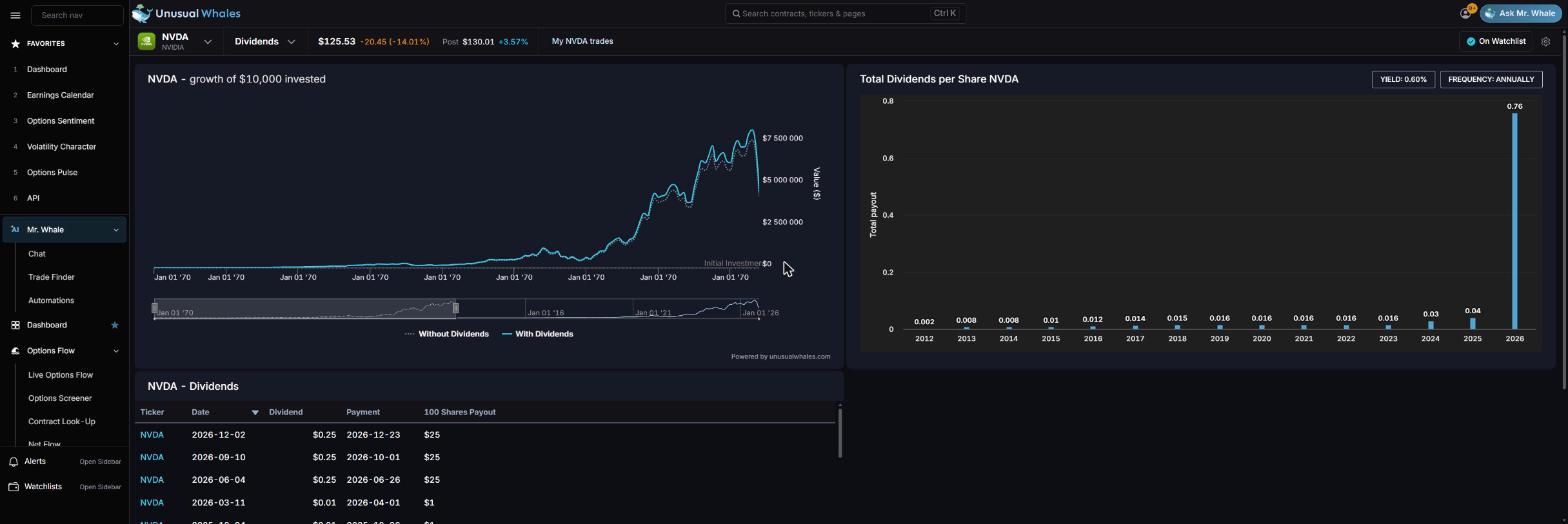 Search nav
Unusual Whales
Search contracts, tickers & pages
Ctrl K
9+
Ask Mr. Whale
FAVORITES
1 Dashboard
2 Earnings Calendar
3 Options Sentiment
4 Volatility Character
5 Options Pulse
6 API
AI Mr. Whale
Chat
Trade Finder
Automations
Dashboard
Options Flow
Live Options Flow
Options Screener
Contract Look-Up
Net Flow
Alerts Open Sidebar
Watchlists Open Sidebar
NVDA
NVIDIA
Dividends
$125.53 -20.45 (-14.01%) Post $130.01 +3.57%
My NVDA trades
On Watchlist
NVDA - growth of $10,000 invested
$7 500 000
$5 000 000
$2 500 000
$0
Value ($)
Initial Investment
Jan 01 '70 Jan 01 '70 Jan 01 '70 Jan 01 '70 Jan 01 '70 Jan 01 '70 Jan 01 '70 Jan 01 '70 Jan 01 '70
Jan 01 '70 Jan 01 '16 Jan 01 '21 Jan 01 '26
Without Dividends With Dividends
Powered by unusualwhales.com
Total Dividends per Share NVDA
YIELD: 0.60%
FREQUENCY: ANNUALLY
Total payout
0.8
0.6
0.4
0.2
0
0.002 0.008 0.008 0.01 0.012 0.014 0.015 0.016 0.016 0.016 0.016 0.016 0.03 0.04 0.76
2012 2013 2014 2015 2016 2017 2018 2019 2020 2021 2022 2023 2024 2025 2026
NVDA - Dividends
Ticker Date Dividend Payment 100 Shares Payout
NVDA 2026-12-02 $0.25 2026-12-23 $25
NVDA 2026-09-10 $0.25 2026-10-01 $25
NVDA 2026-06-04 $0.25 2026-06-26 $25
NVDA 2026-03-11 $0.01 2026-04-01 $1